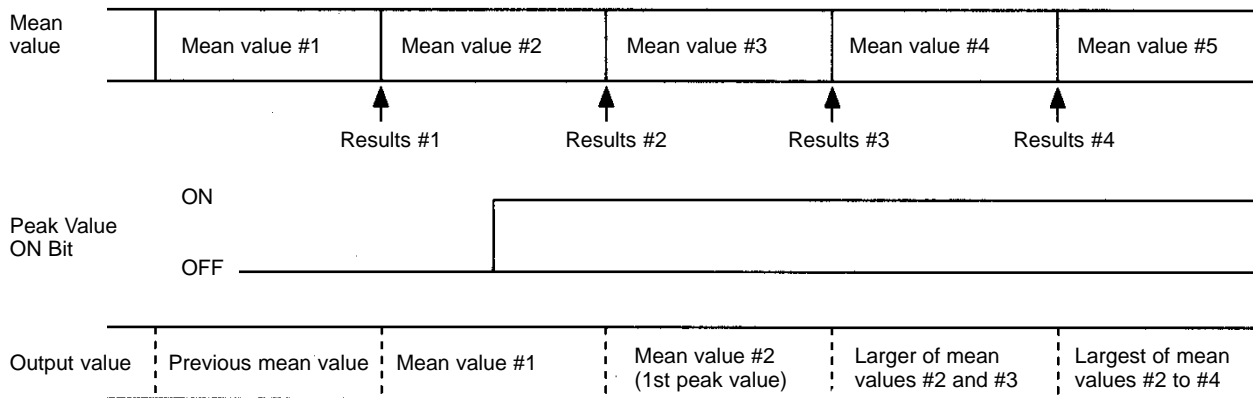 Mean
value
Mean value #1
Mean value #2
Mean value #3
Mean value #4
Mean value #5
Results #1
Results #2
Results #3
Results #4
Peak Value
ON Bit
ON
OFF
Output value
Previous mean value
Mean value #1
Mean value #2
(1st peak value)
Larger of mean
values #2 and #3
Largest of mean
values #2 to #4